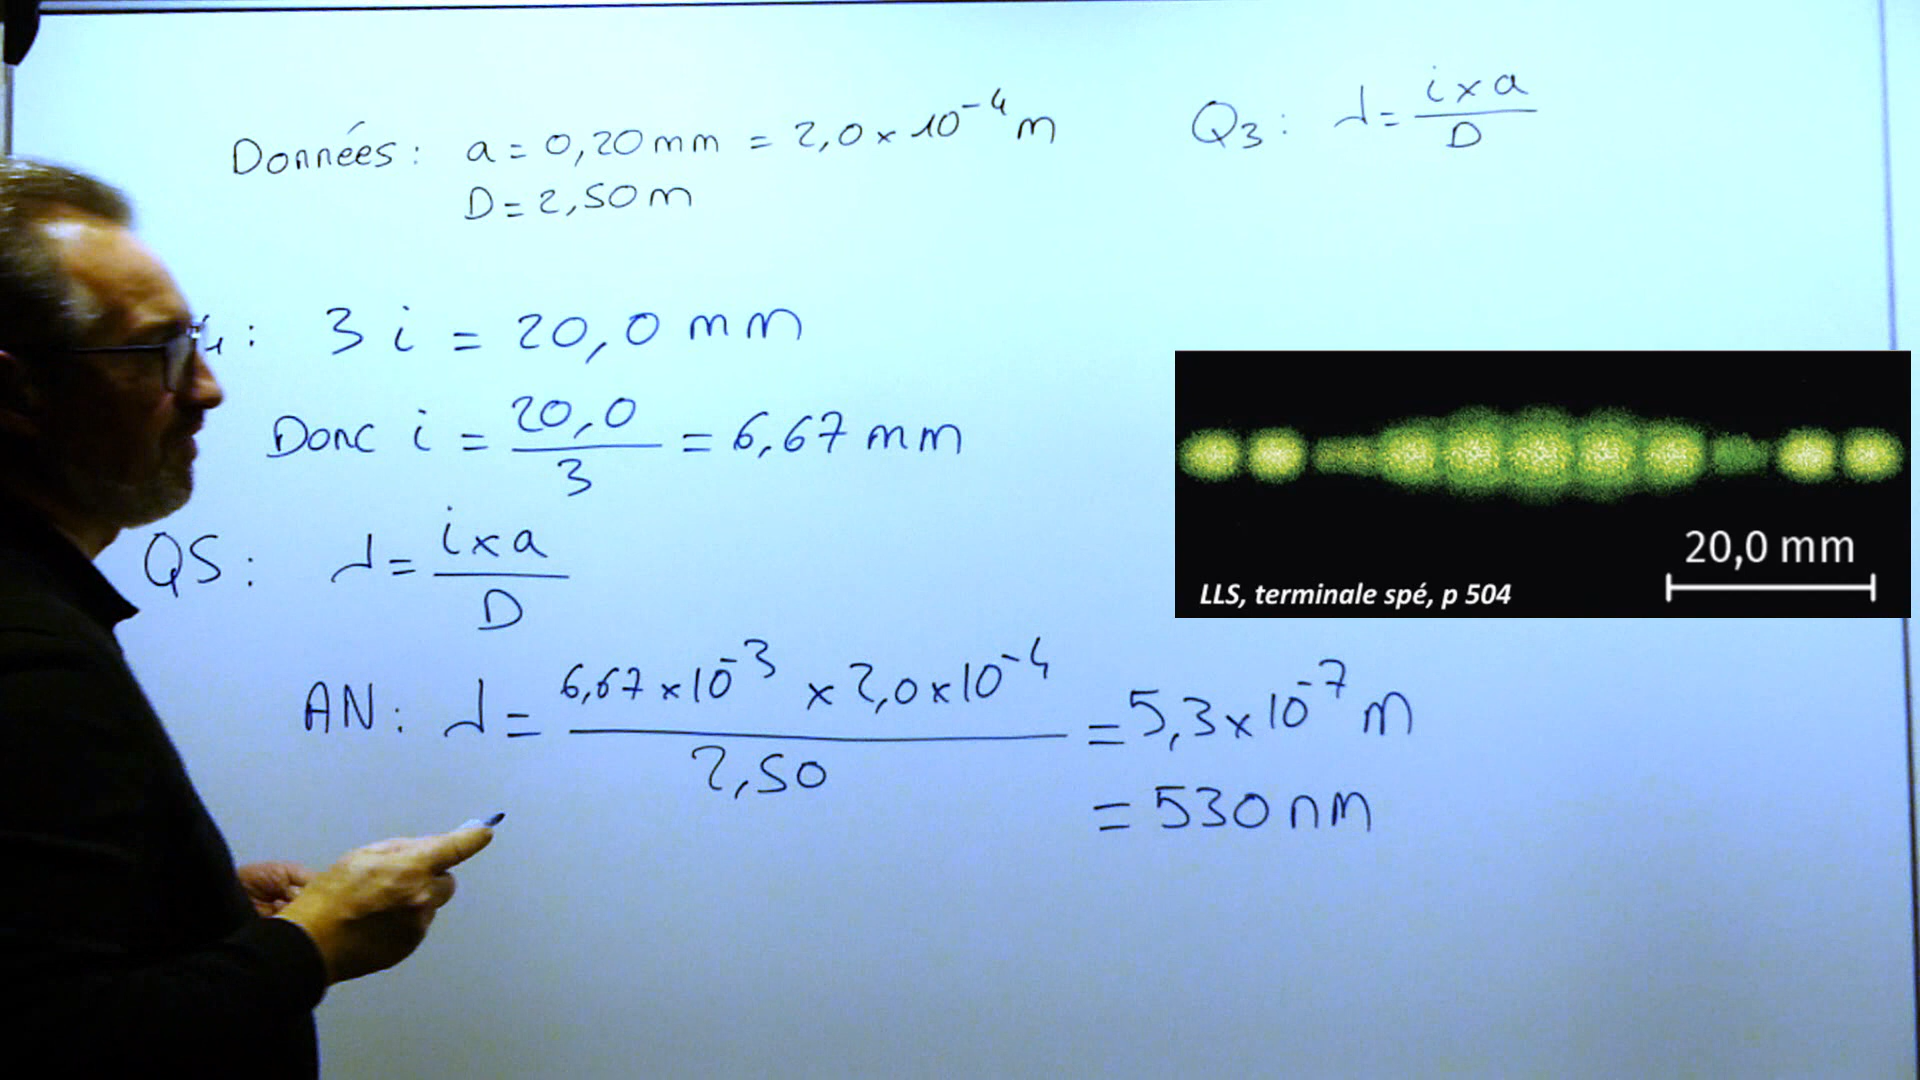 Données : a = 0,20 mm = 2,0 × 10⁻⁴ m
D = 2,50 m
Q3 : λ = i × a / D
4 : 3 i = 20,0 mm
Donc i = 20,0 / 3 = 6,67 mm
Q5 : λ = i × a / D
AN : λ = 6,67 × 10⁻³ × 2,0 × 10⁻⁴ / 2,50 = 5,3 × 10⁻⁷ m
= 530 nm
20,0 mm
LLS, terminale spé, p 504